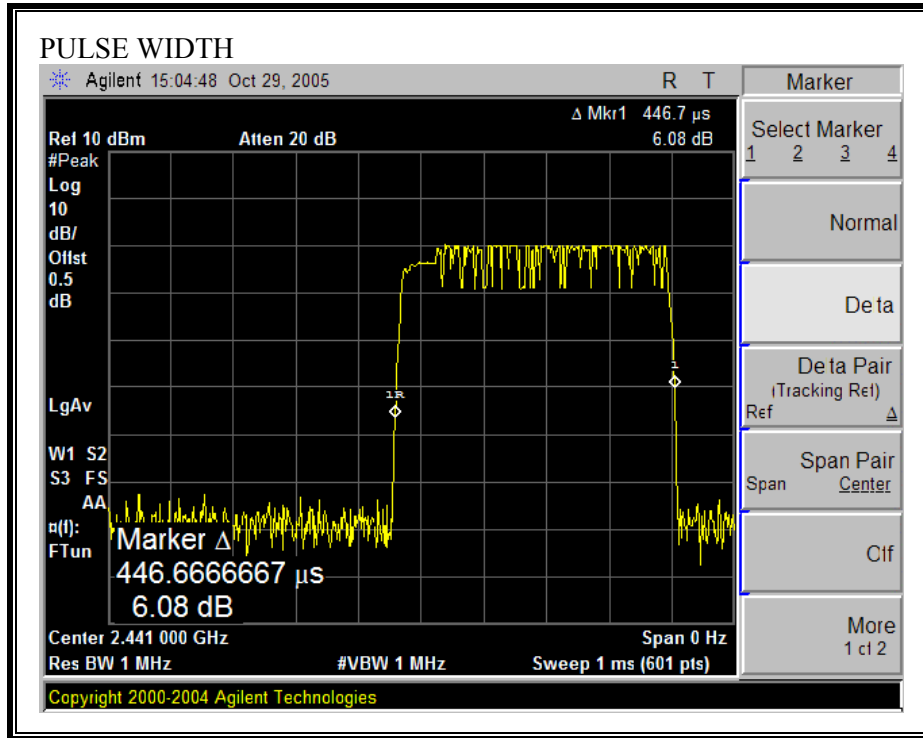 PULSE WIDTH
Agilent 15:04:48 Oct 29, 2005 R T
Δ Mkr1 446.7 µs
Ref 10 dBm Atten 20 dB 6.08 dB
#Peak
Log
10
dB/
Offst
0.5
dB
LgAv
W1 S2
S3 FS
AA
¤(f):
FTun
1R
1
Marker Δ
446.6666667 µs
6.08 dB
Center 2.441 000 GHz Span 0 Hz
Res BW 1 MHz #VBW 1 MHz Sweep 1 ms (601 pts)
Copyright 2000-2004 Agilent Technologies
Marker
Select Marker
1 2 3 4
Normal
Delta
Delta Pair
(Tracking Ref)
Ref Δ
Span Pair
Span Center
Off
More
1 of 2